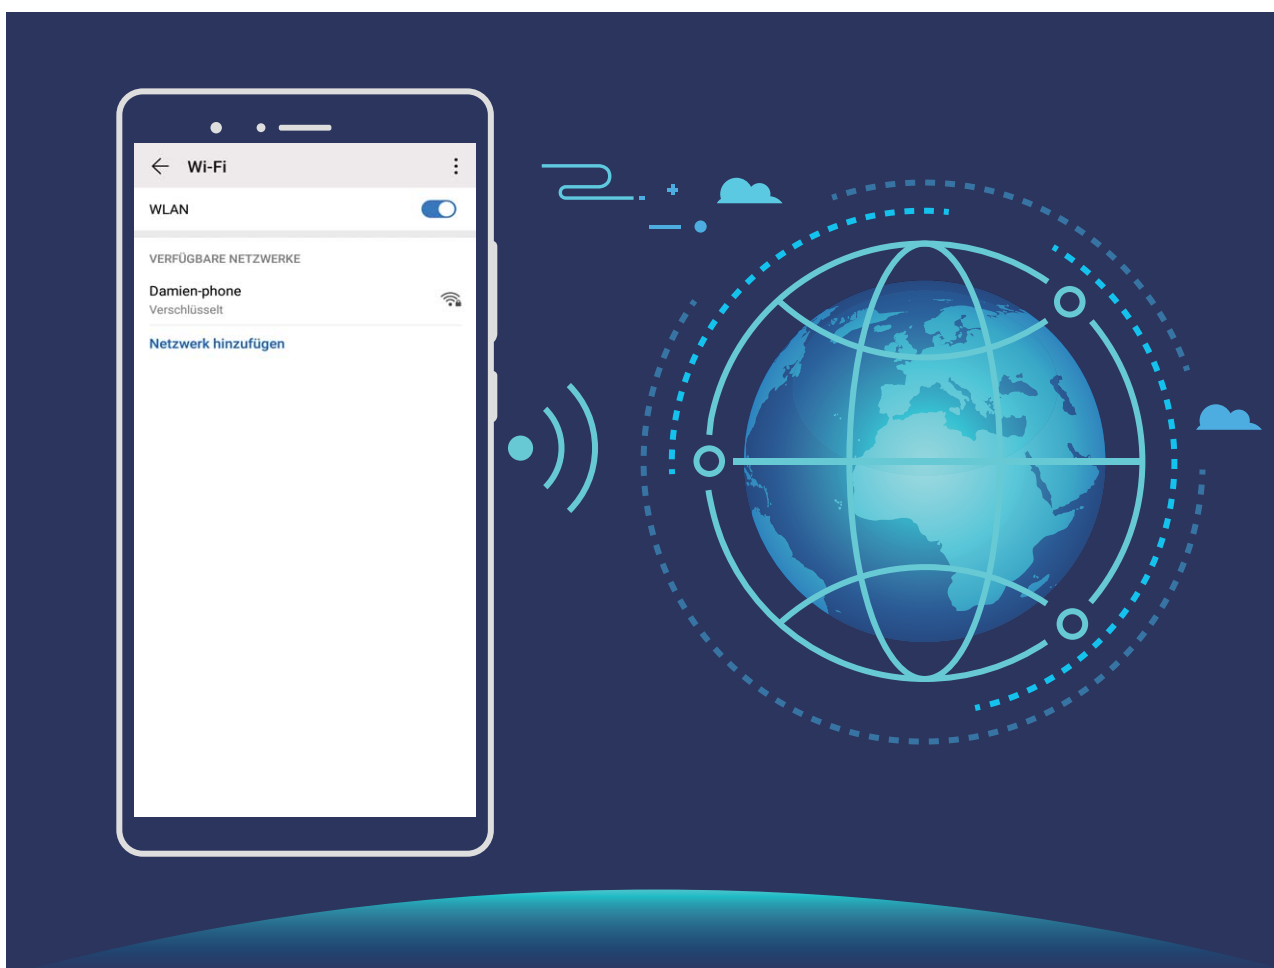 Wi-Fi
WLAN
VERFÜGBARE NETZWERKE
Damien-phone
Verschlüsselt
Netzwerk hinzufügen